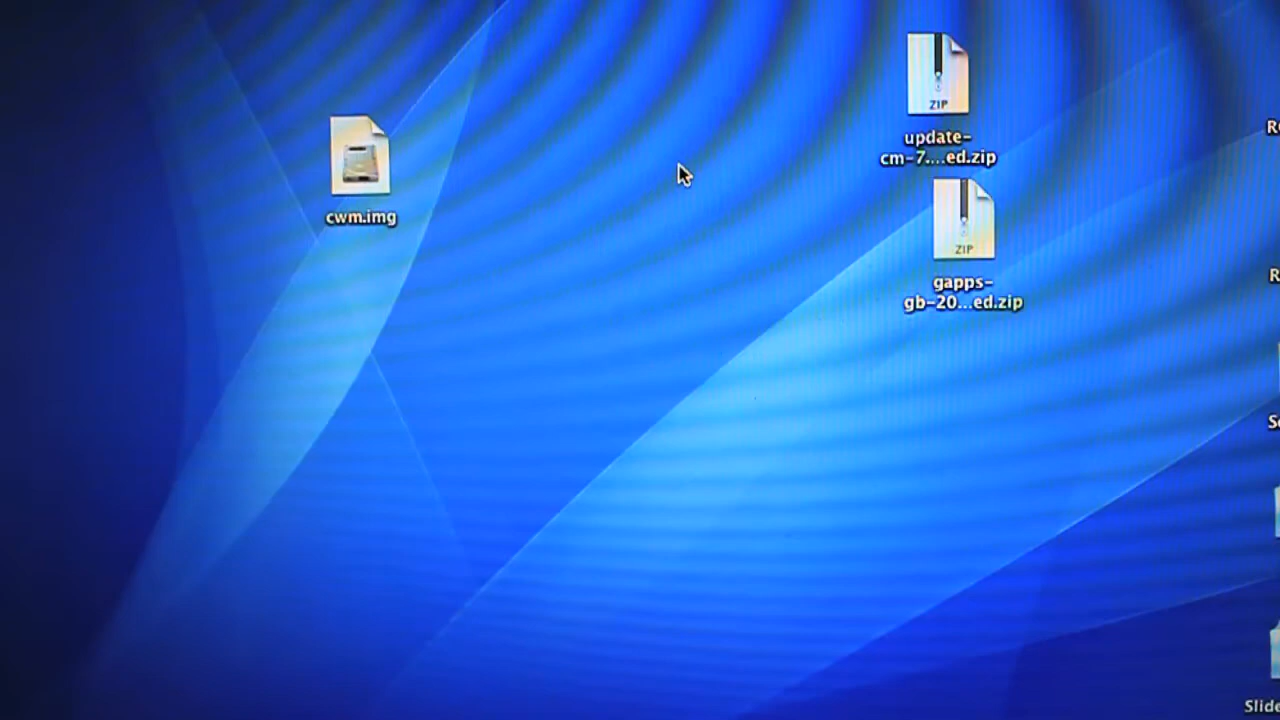 ZIP
update-
cm-7....ed.zip
cwm.img
ZIP
gapps-
gb-20...ed.zip
Slide